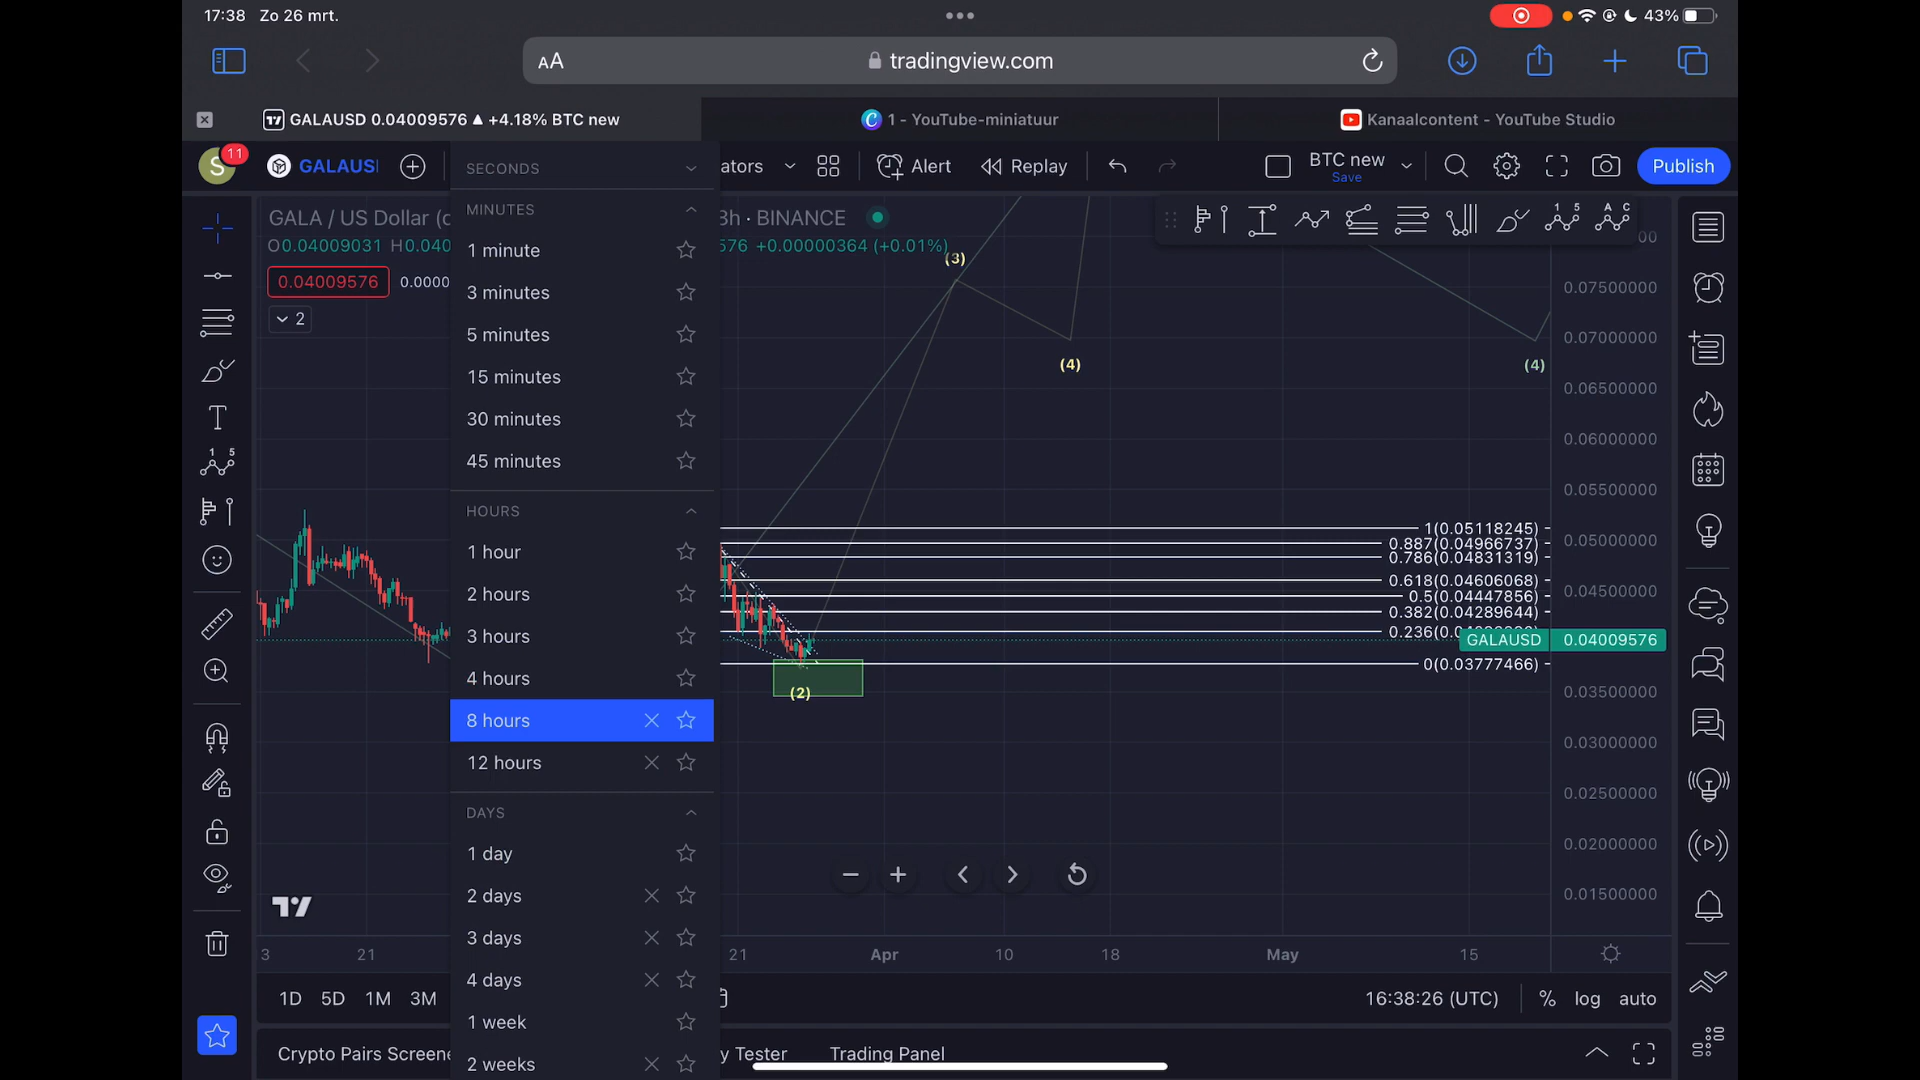 17:38 Zo 26 mrt.
43%
AA
tradingview.com
GALAUSD 0.04009576 ▲ +4.18% BTC new
1 - YouTube-miniatuur
Kanaalcontent - YouTube Studio
S
11
GALAUS
ators
Alert
Replay
BTC new
Save
Publish
GALA / US Dollar
BINANCE
O0.04009031 H0.040
576 +0.00000364 (+0.01%)
0.04009576
0.0000
2
SECONDS
MINUTES
1 minute
3 minutes
5 minutes
15 minutes
30 minutes
45 minutes
HOURS
1 hour
2 hours
3 hours
4 hours
8 hours
12 hours
DAYS
1 day
2 days
3 days
4 days
1 week
2 weeks
(3)
(4)
(4)
(2)
1(0.05118245)
0.887(0.04966737)
0.786(0.04831319)
0.618(0.04606068)
0.5(0.04447856)
0.382(0.04289644)
0(0.03777466)
GALAUSD 0.04009576
0.07500000
0.07000000
0.06500000
0.06000000
0.05500000
0.05000000
0.04500000
0.03500000
0.03000000
0.02500000
0.02000000
0.01500000
3 21 21 Apr 10 18 May 15
1D 5D 1M 3M
16:38:26 (UTC)
% log auto
Crypto Pairs Screene
y Tester
Trading Panel